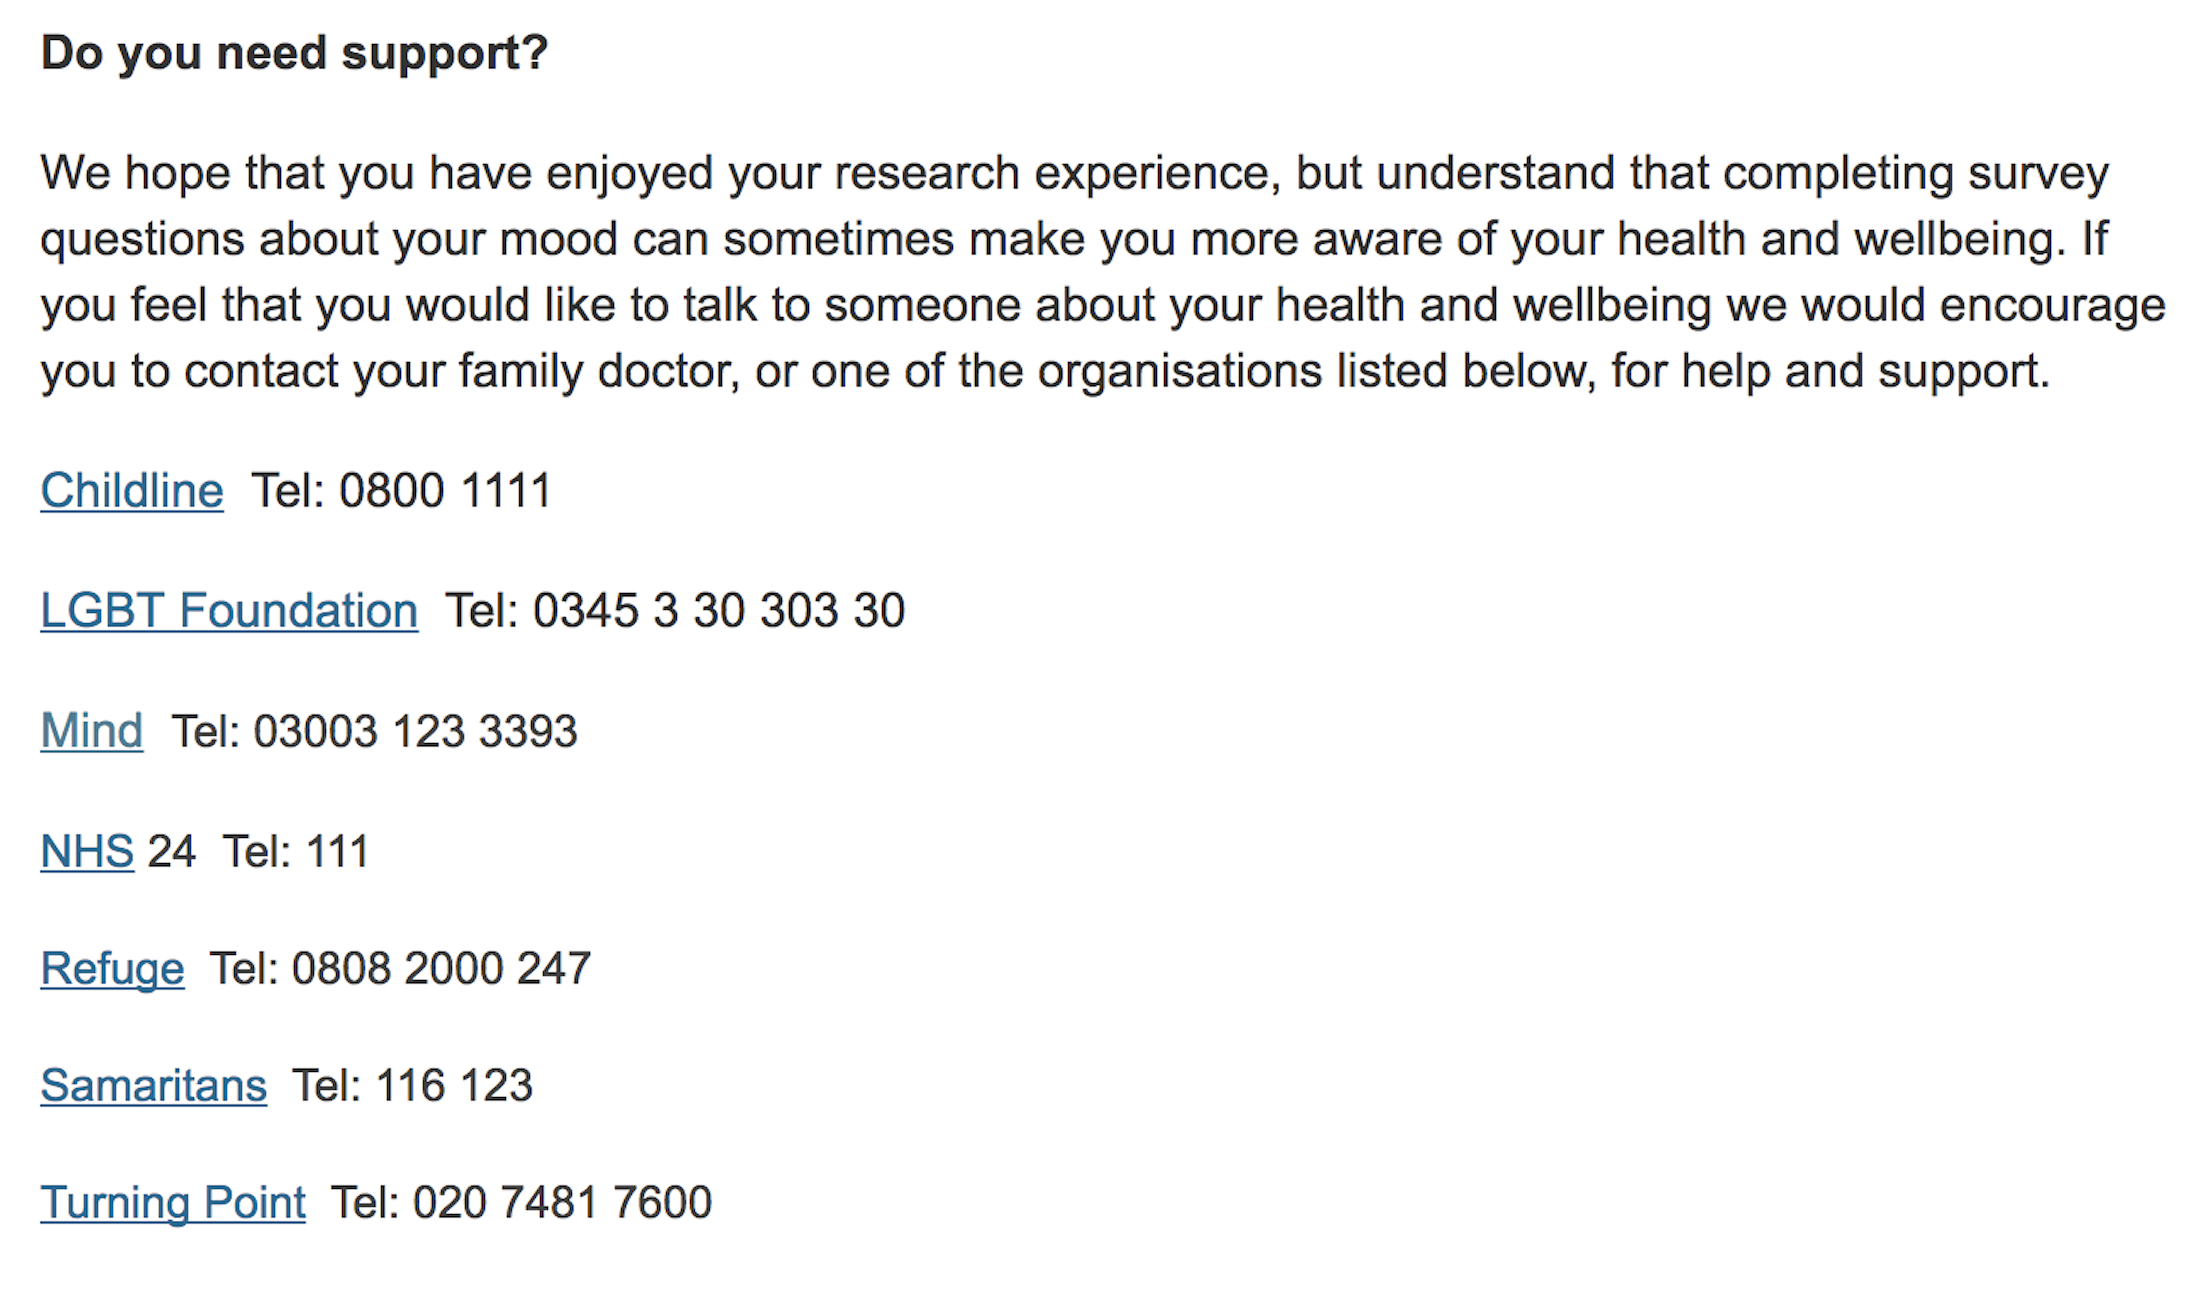 Do you need support?
We hope that you have enjoyed your research experience, but understand that completing survey
questions about your mood can sometimes make you more aware of your health and wellbeing. If
you feel that you would like to talk to someone about your health and wellbeing we would encourage
you to contact your family doctor, or one of the organisations listed below, for help and support.
Childline Tel: 0800 1111
LGBT Foundation Tel: 0345 3 30 303 30
Mind Tel: 03003 123 3393
NHS 24 Tel: 111
Refuge Tel: 0808 2000 247
Samaritans Tel: 116 123
Turning Point Tel: 020 7481 7600